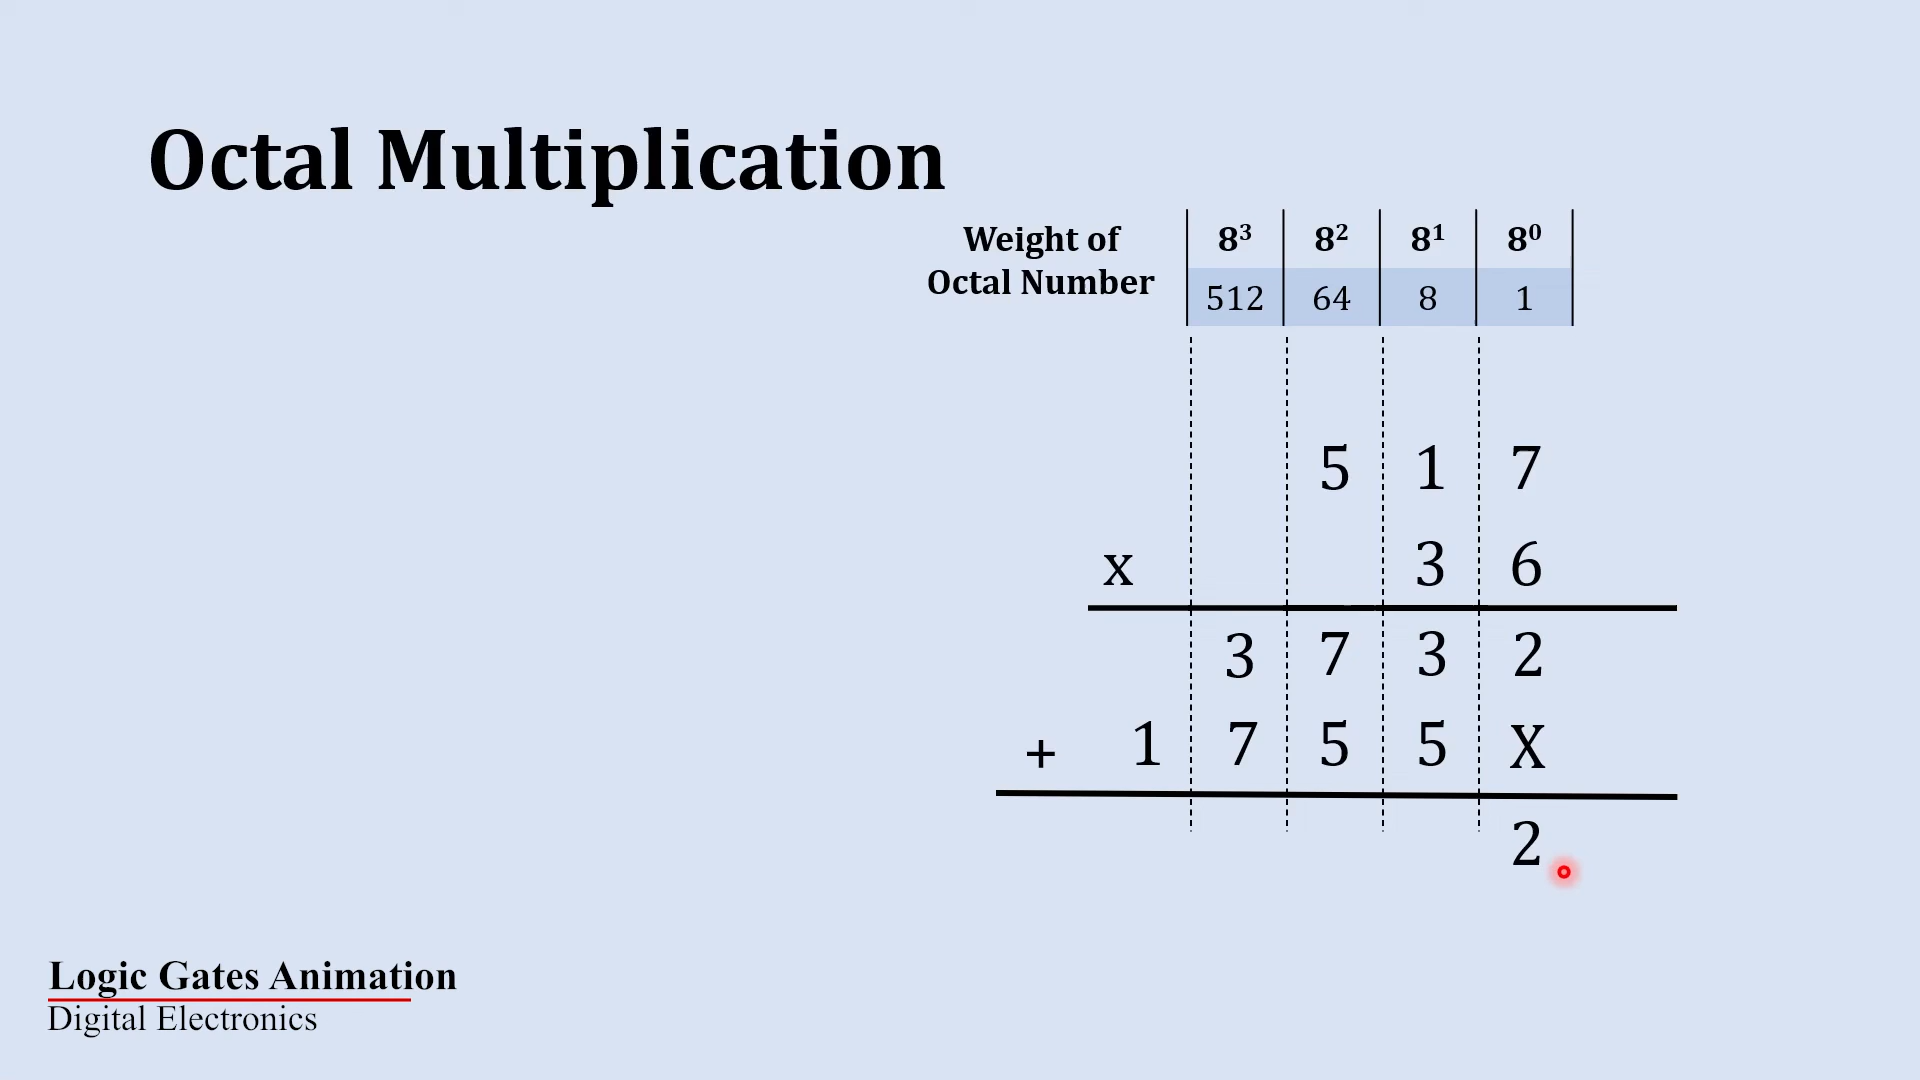 Octal Multiplication
Weight of
Octal Number
8³ 8² 8¹ 8⁰
512 64 8 1
5 1 7
x 3 6
3 7 3 2
+ 1 7 5 5 X
2
Logic Gates Animation
Digital Electronics